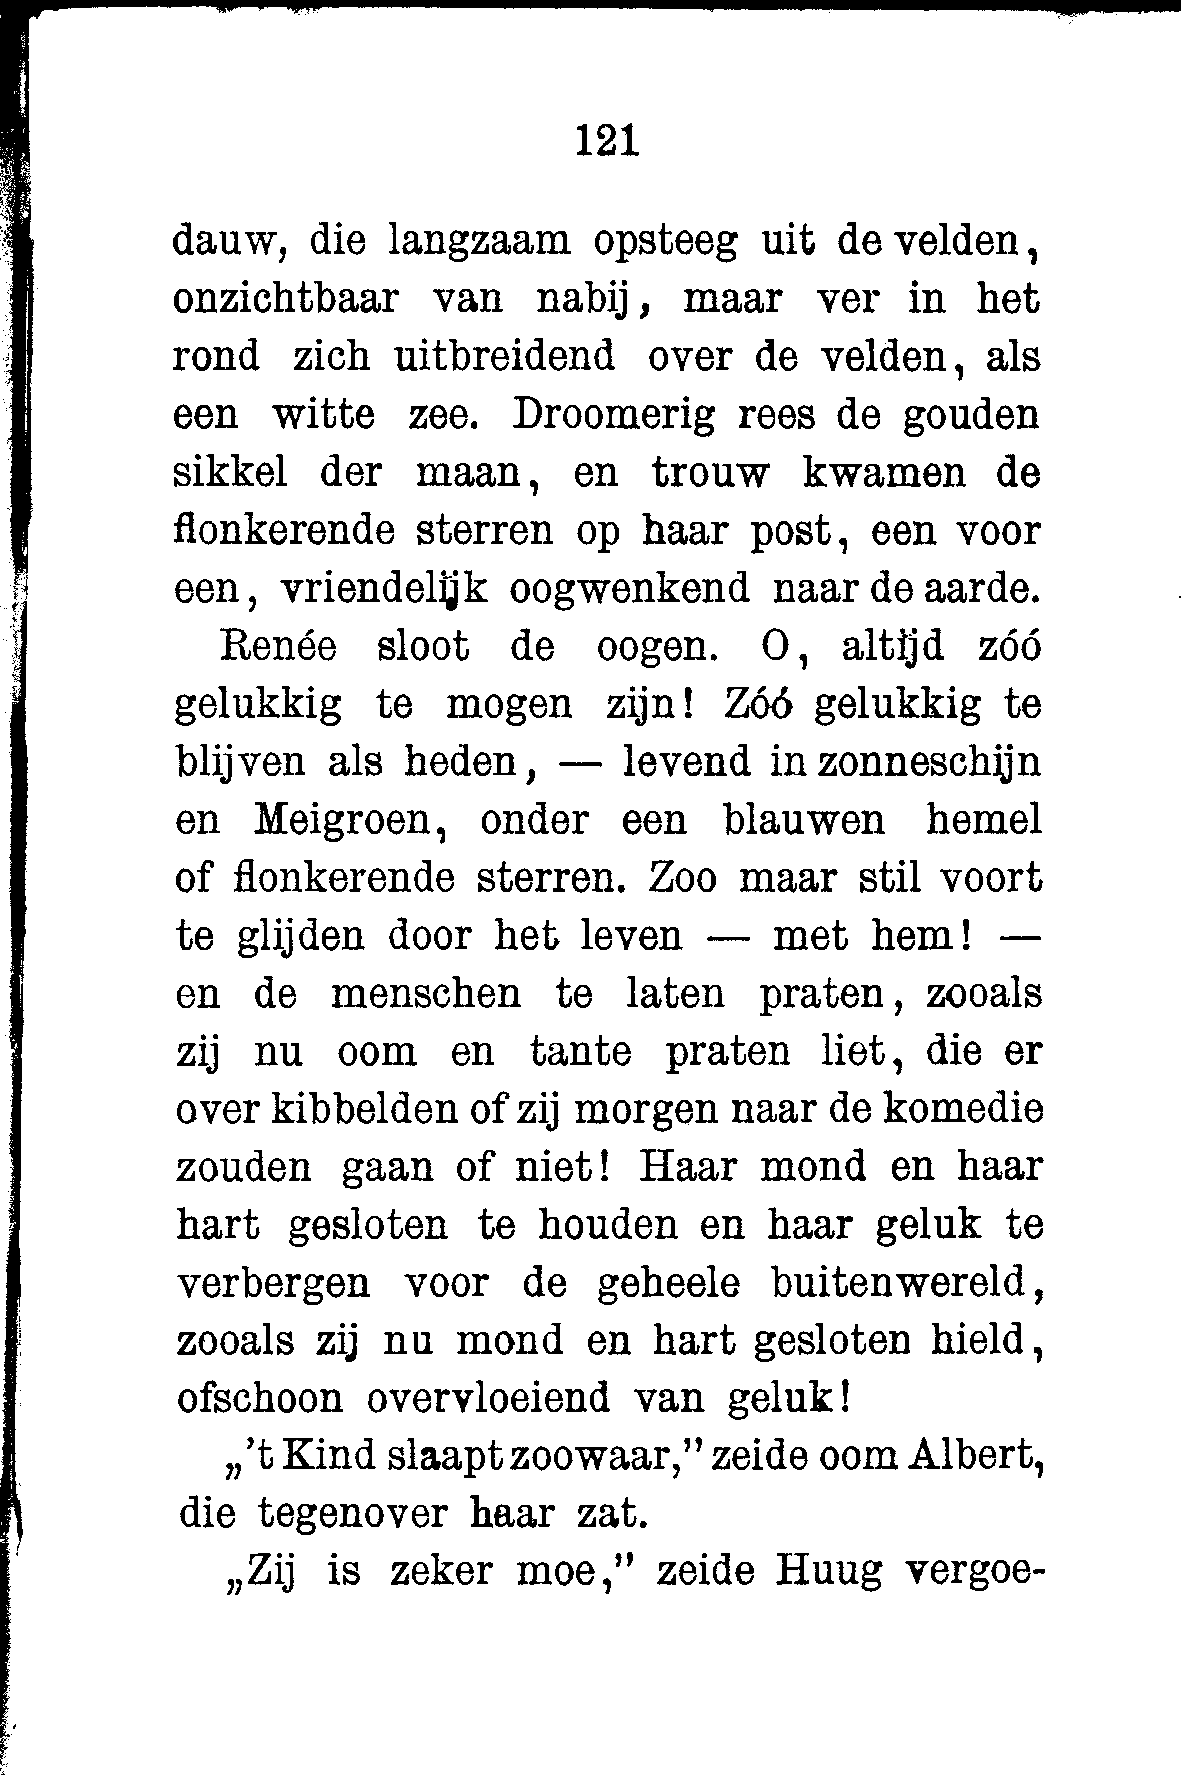 121
dauw, die langzaam opsteeg uit de velden,
onzichtbaar van nabij, maar ver in het
rond zich uitbreidend over de velden, als
een witte zee. Droomerig rees de gouden
sikkel der maan, en trouw kwamen de
flonkerende sterren op haar post, een voor
een, vriendelijk oogwenkend naar de aarde.
Renée sloot de oogen. O, altijd zóó
gelukkig te mogen zijn! Zóó gelukkig te
blijven als heden, — levend in zonneschijn
en Meigroen, onder een blauwen hemel
of flonkerende sterren. Zoo maar stil voort
te glijden door het leven — met hem! —
en de menschen te laten praten, zooals
zij nu oom en tante praten liet, die er
over kibbelden of zij morgen naar de komedie
zouden gaan of niet! Haar mond en haar
hart gesloten te houden en haar geluk te
verbergen voor de geheele buitenwereld,
zooals zij nu mond en hart gesloten hield,
ofschoon overvloeiend van geluk!
„'t Kind slaapt zoowaar,” zeide oom Albert,
die tegenover haar zat.
„Zij is zeker moe,” zeide Huug vergoe-